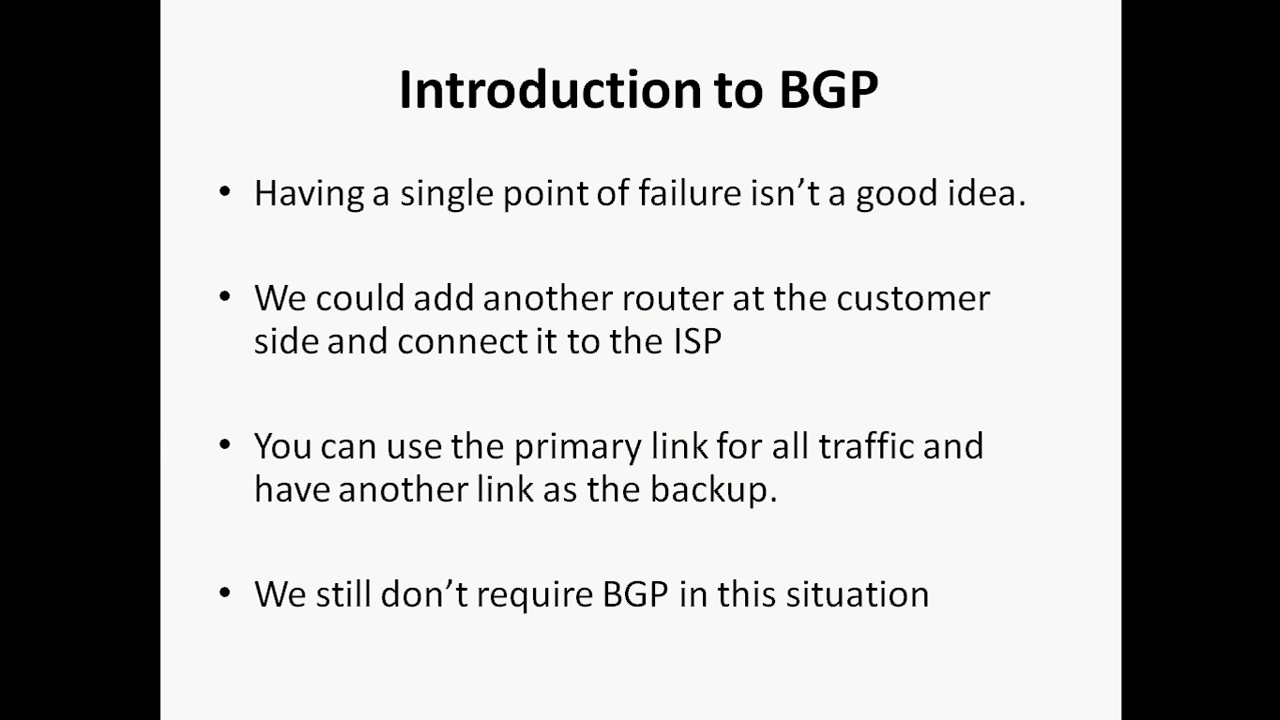 Introduction to BGP
• Having a single point of failure isn’t a good idea.
• We could add another router at the customer
side and connect it to the ISP
• You can use the primary link for all traffic and
have another link as the backup.
• We still don’t require BGP in this situation